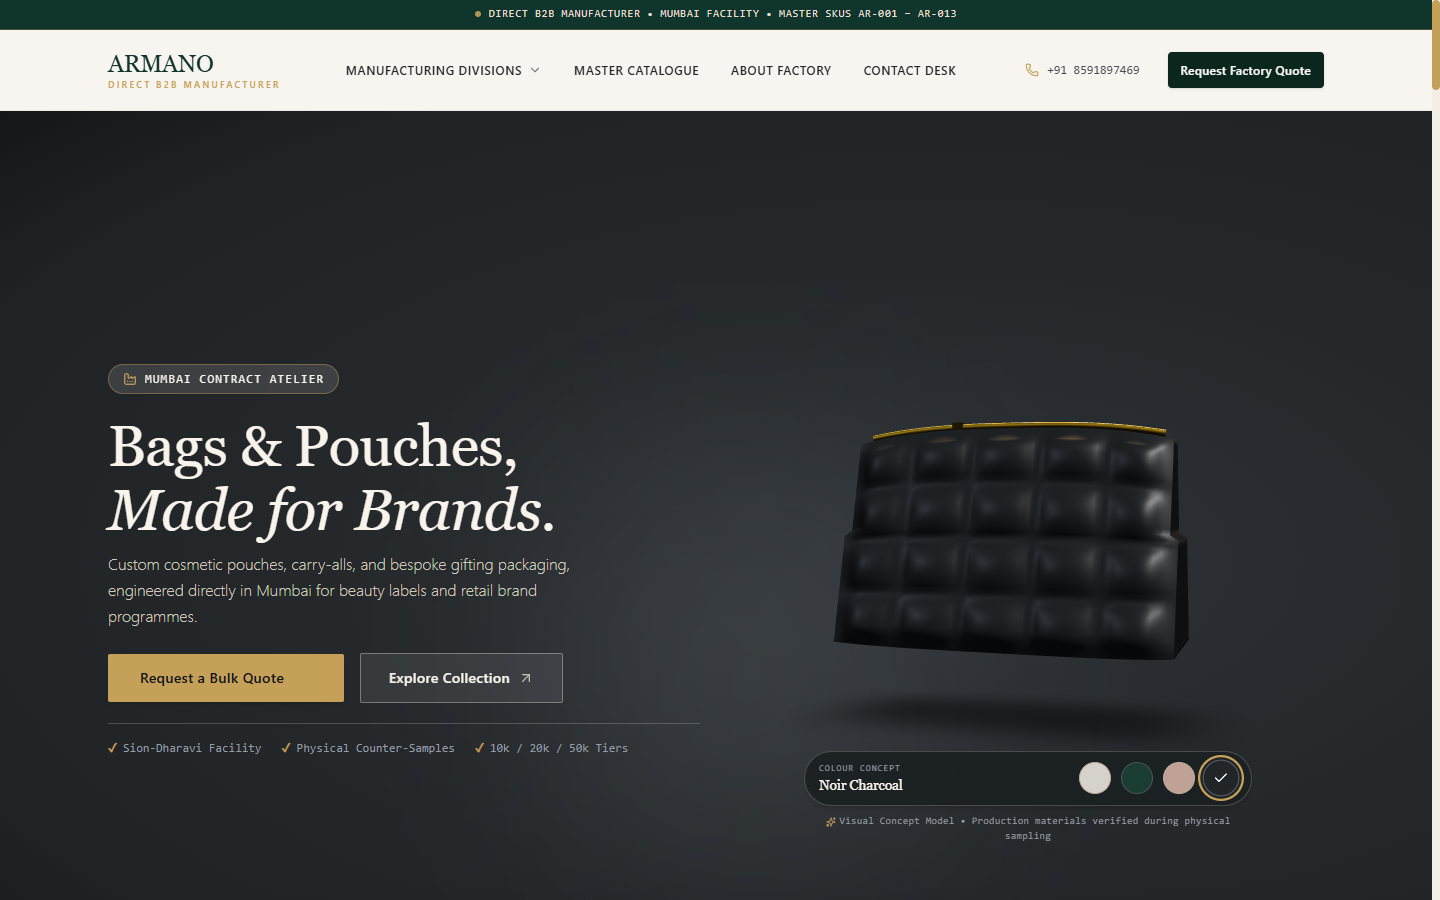 DIRECT B2B MANUFACTURER • MUMBAI FACILITY • MASTER SKUS AR-001 – AR-013
ARMANO
DIRECT B2B MANUFACTURER
MANUFACTURING DIVISIONS
MASTER CATALOGUE
ABOUT FACTORY
CONTACT DESK
+91 8591897469
Request Factory Quote
MUMBAI CONTRACT ATELIER
Bags & Pouches,
Made for Brands.
Custom cosmetic pouches, carry-alls, and bespoke gifting packaging,
engineered directly in Mumbai for beauty labels and retail brand
programmes.
Request a Bulk Quote
Explore Collection
✓ Sion-Dharavi Facility
✓ Physical Counter-Samples
✓ 10k / 20k / 50k Tiers
COLOUR CONCEPT
Noir Charcoal
Visual Concept Model • Production materials verified during physical
sampling